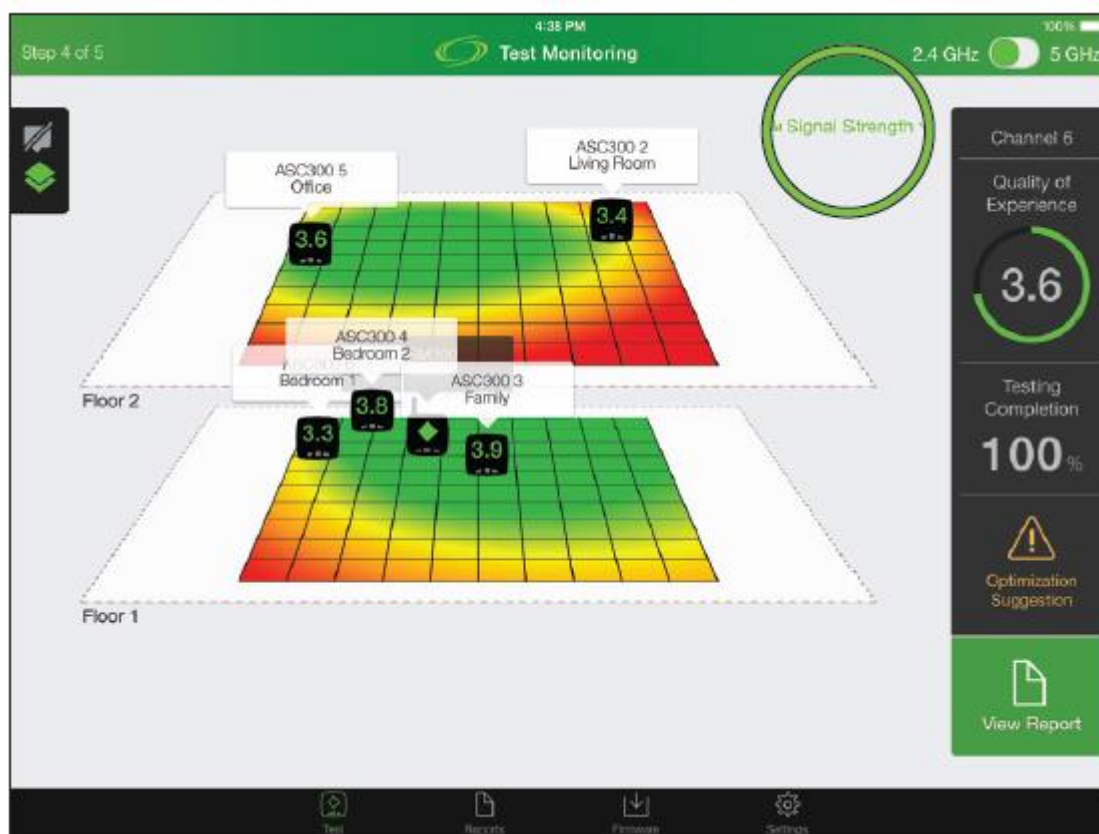 4:38 PM
100%
Step 4 of 5
Test Monitoring
2.4 GHz
5 GHz
Signal Strength
Channel 6
Quality of
Experience
3.6
Testing
Completion
100 %
Optimization
Suggestion
View Report
ASC300 5
Office
3.6
ASC300 2
Living Room
3.4
ASC300 4
Bedroom 2
3.8
Bedroom 1
3.3
ASC300 3
Family
3.9
Floor 2
Floor 1
Test
Reports
Firmware
Settings